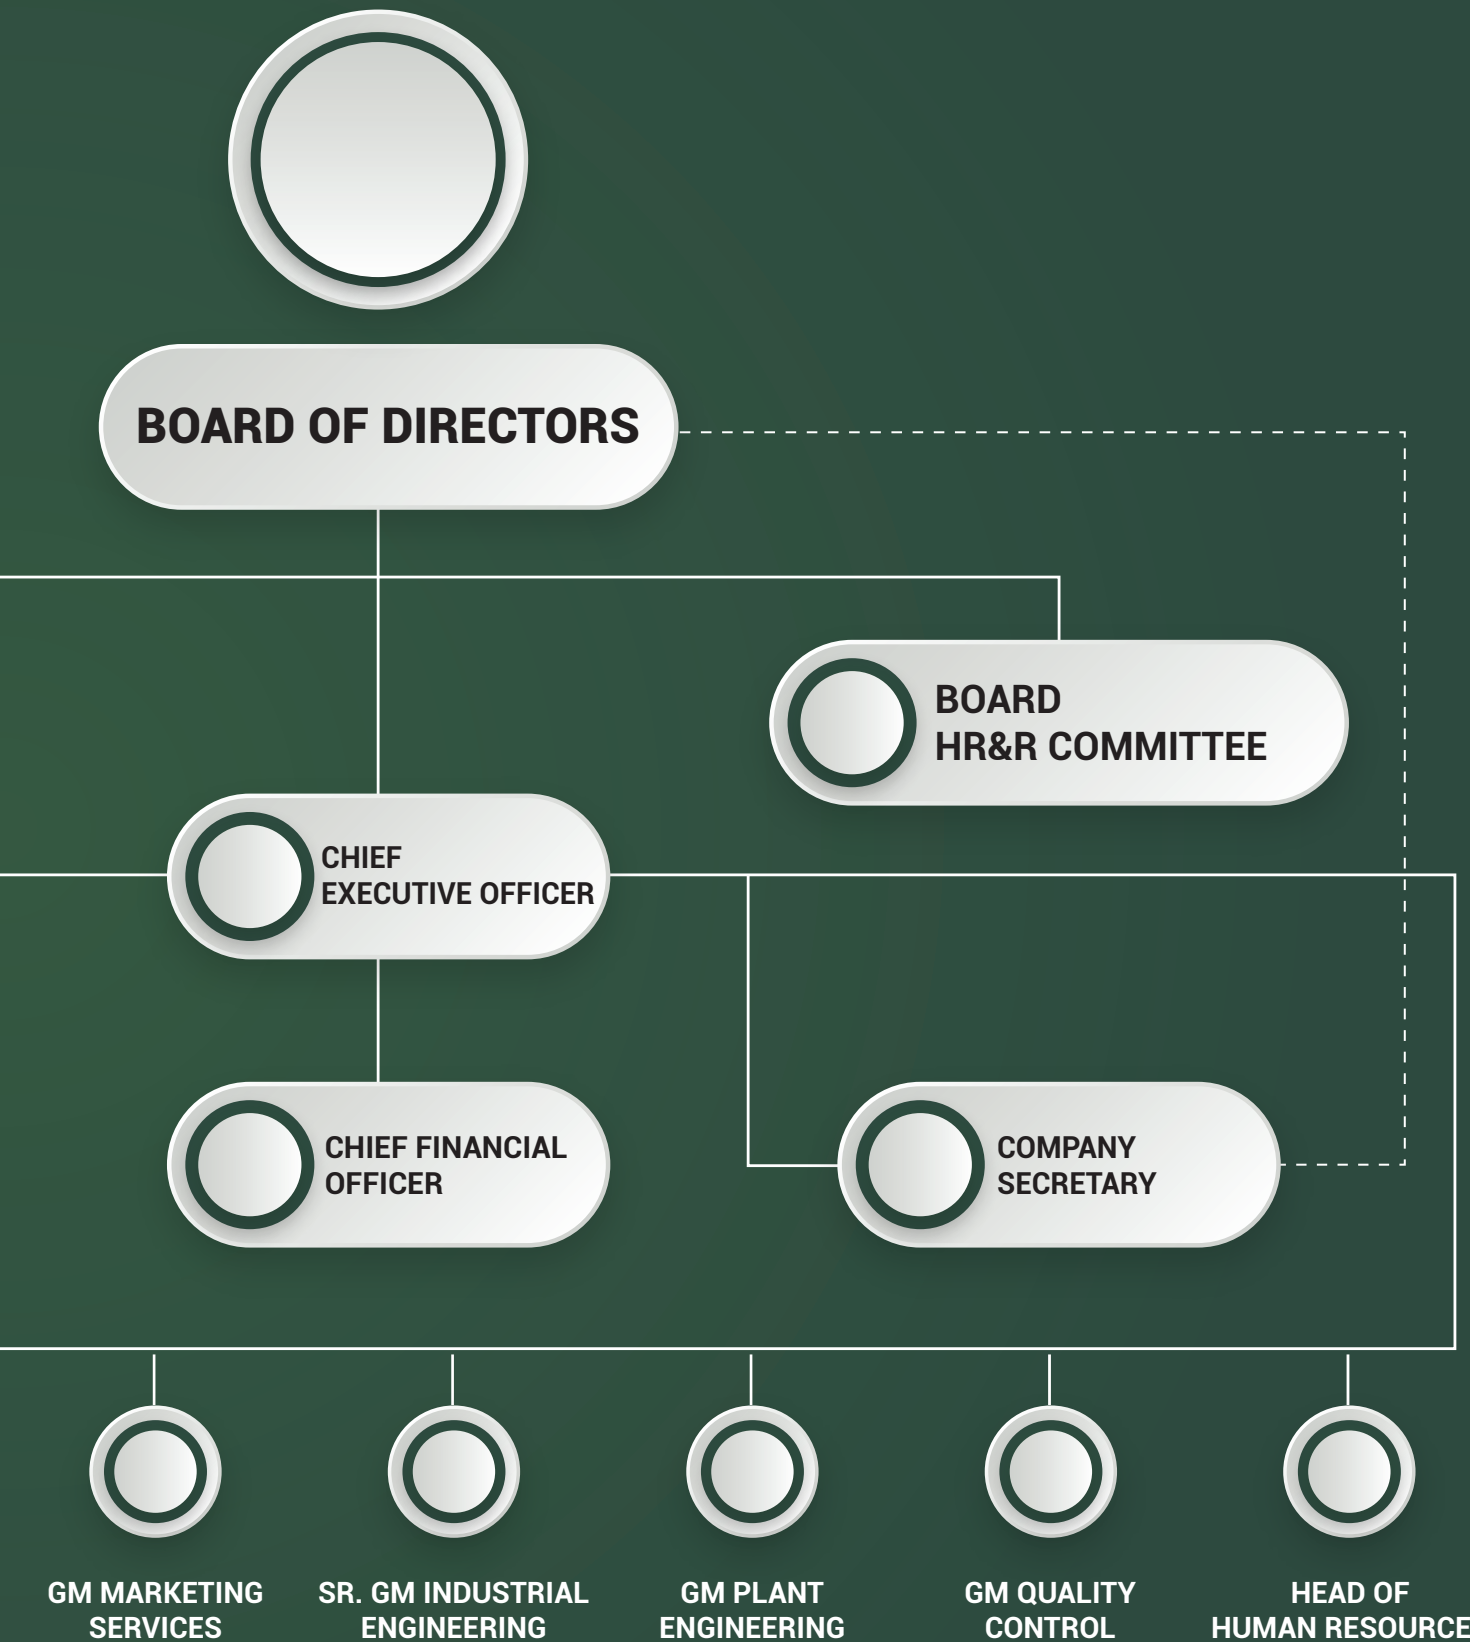 BOARD OF DIRECTORS
BOARD
HR&R COMMITTEE
CHIEF
EXECUTIVE OFFICER
CHIEF FINANCIAL
OFFICER
COMPANY
SECRETARY
GM MARKETING
SERVICES
SR. GM INDUSTRIAL
ENGINEERING
GM PLANT
ENGINEERING
GM QUALITY
CONTROL
HEAD OF
HUMAN RESOURCE